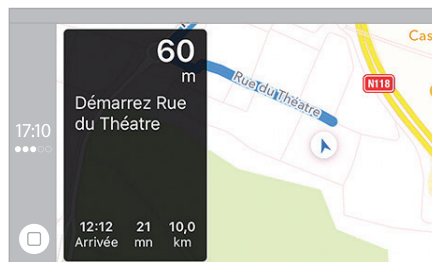 60
m
Démarrez Rue
du Théatre
17:10
12:12 21 10,0
Arrivée mn km
Rue du Théatre
N118
Cas